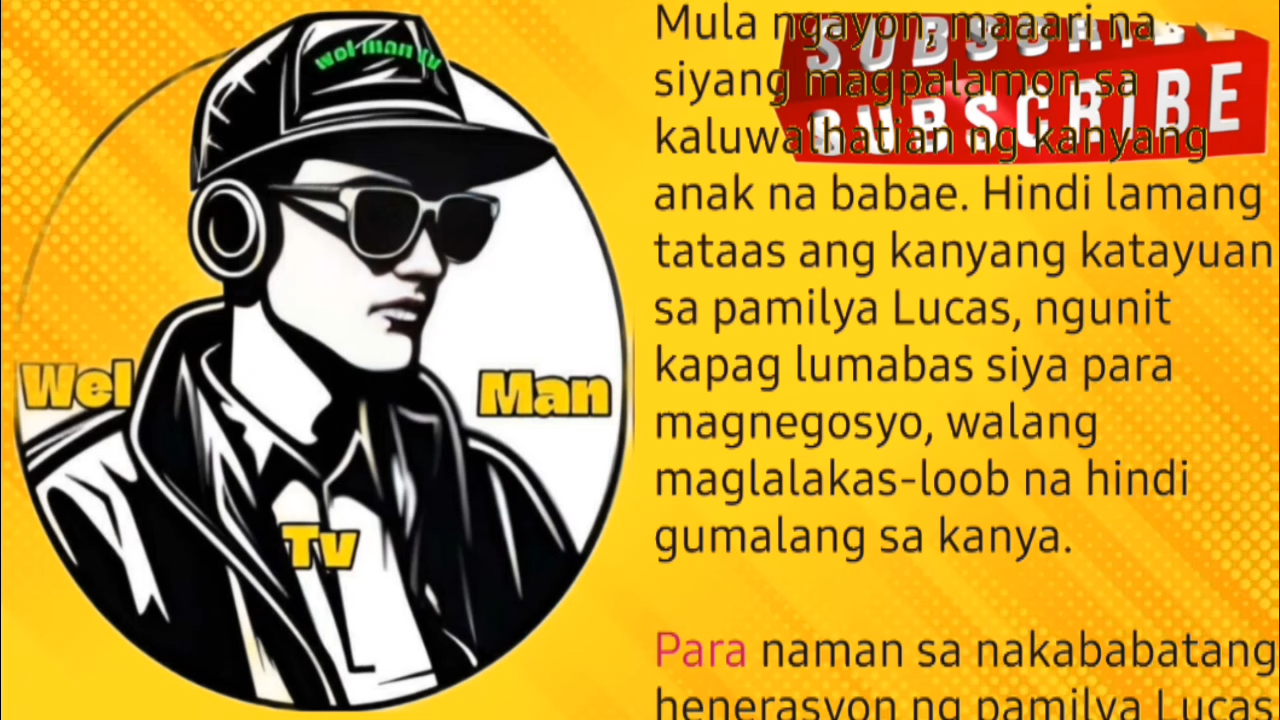 wel man tv
Wel
Man
Tv
SUBSCRIBE
SUBSCRIBE
Mula ngayon, maaari na
siyang magpalamon sa
kaluwalhatian ng kanyang
anak na babae. Hindi lamang
tataas ang kanyang katayuan
sa pamilya Lucas, ngunit
kapag lumabas siya para
magnegosyo, walang
maglalakas-loob na hindi
gumalang sa kanya.
Para naman sa nakababatang
henerasyon ng pamilya Lucas